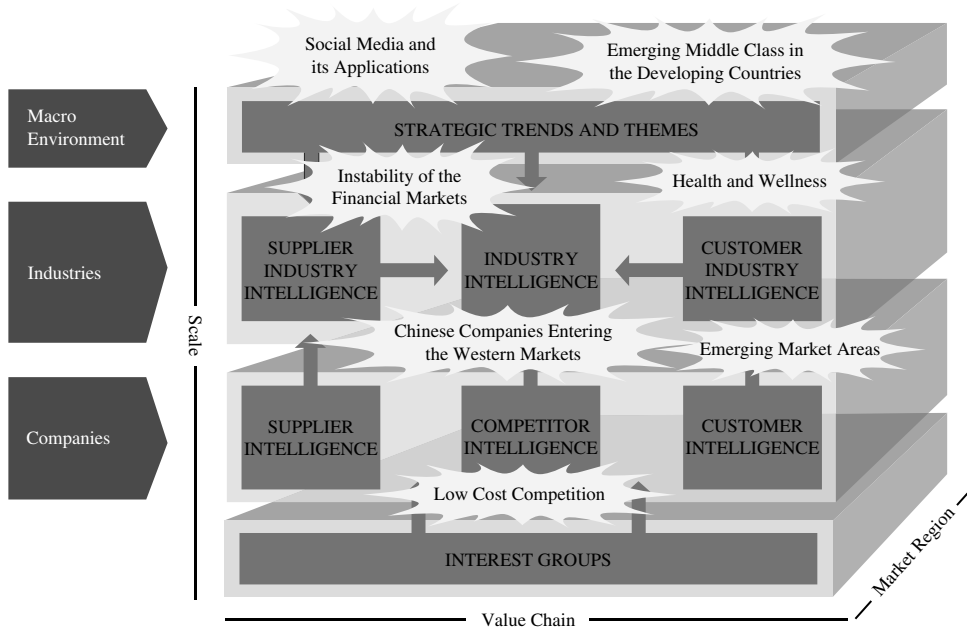 Social Media and
its Applications
Emerging Middle Class in
the Developing Countries
Macro
Environment
STRATEGIC TRENDS AND THEMES
Instability of the
Financial Markets
Health and Wellness
Industries
SUPPLIER
INDUSTRY
INTELLIGENCE
INDUSTRY
INTELLIGENCE
CUSTOMER
INDUSTRY
INTELLIGENCE
Scale
Chinese Companies Entering
the Western Markets
Emerging Market Areas
Companies
SUPPLIER
INTELLIGENCE
COMPETITOR
INTELLIGENCE
CUSTOMER
INTELLIGENCE
Low Cost Competition
INTEREST GROUPS
Market Region
Value Chain